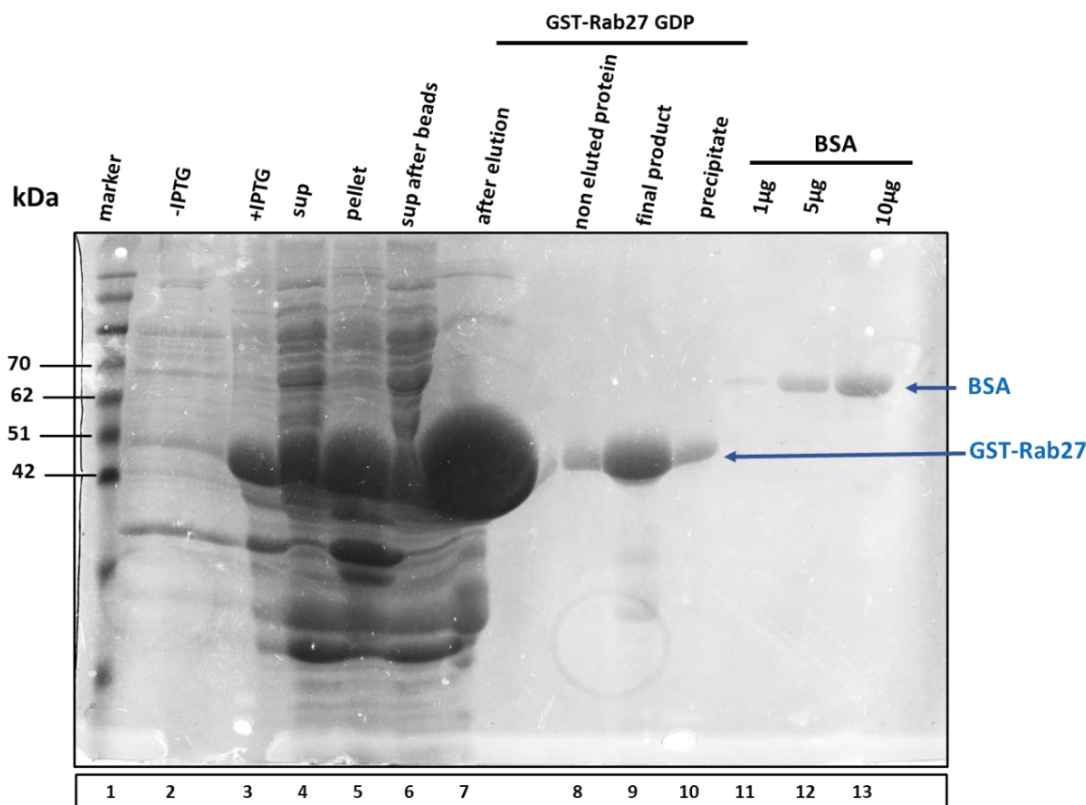 GST-Rab27 GDP
kDa
marker
-IPTG
+IPTG
sup
pellet
sup after beads
after elution
non eluted protein
final product
precipitate
BSA
1µg
5µg
10µg
70
62
51
42
BSA
GST-Rab27
1 2 3 4 5 6 7 8 9 10 11 12 13